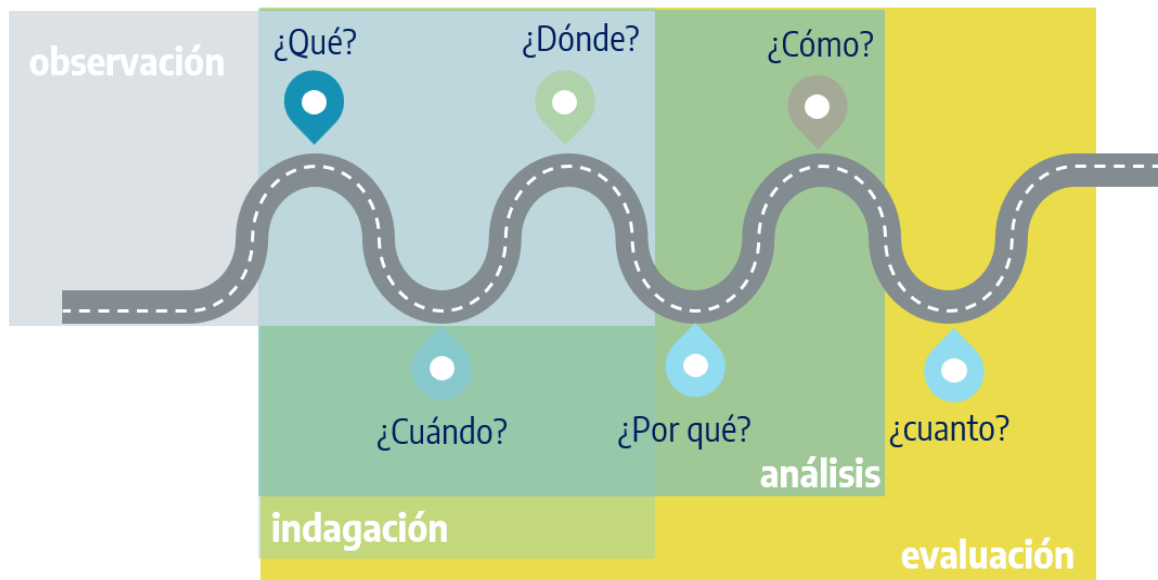 ¿Qué?
¿Dónde?
¿Cómo?
observación
¿Cuándo?
¿Por qué?
¿cuanto?
análisis
indagación
evaluación